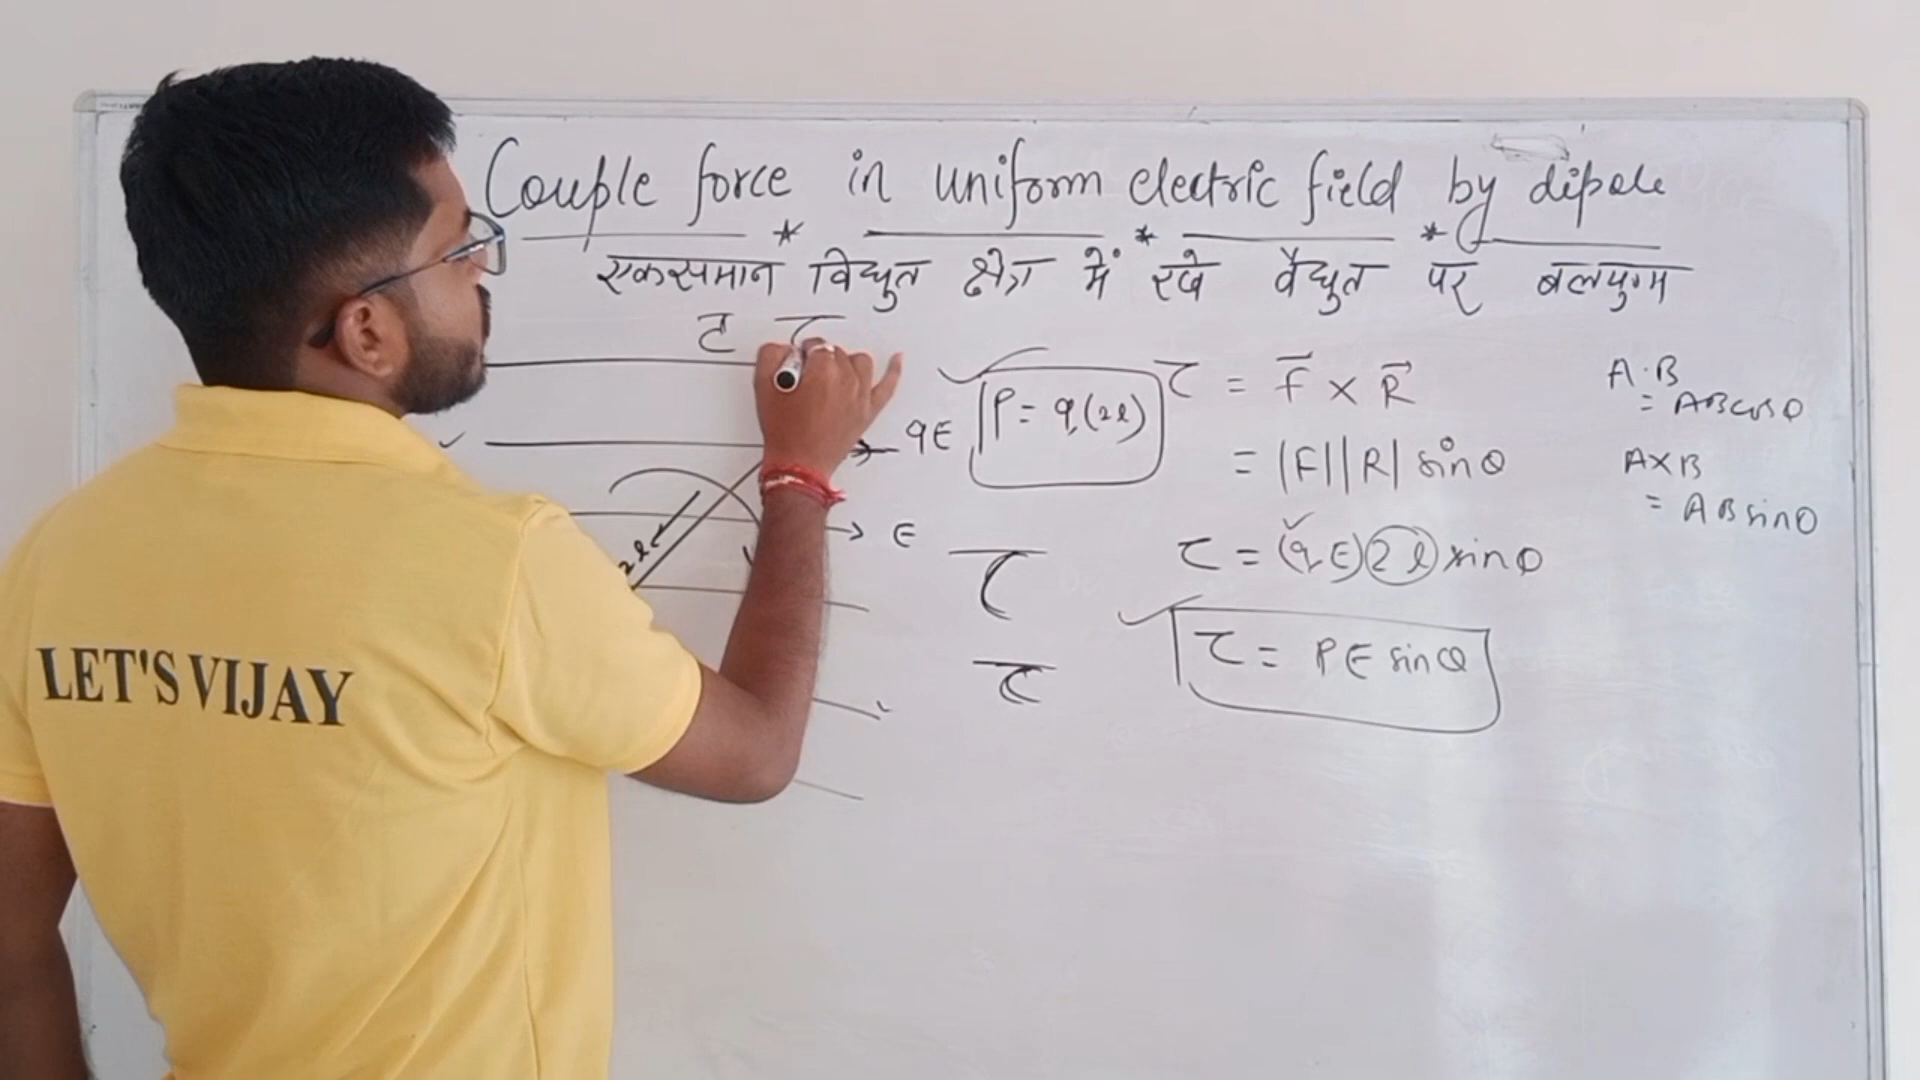 Couple force in uniform electric field by dipole
एकसमान विधुत क्षेत्र में रखे वैधुत पर बलयुग्म
ट
qE
E
2l
P = q(2l)
τ = F⃗ × R⃗
= |F||R| sinθ
τ = (qE)(2l) sinθ
τ = PE sinθ
τ
τ
A·B
= ABcosθ
A×B
= ABsinθ
LET'S VIJAY